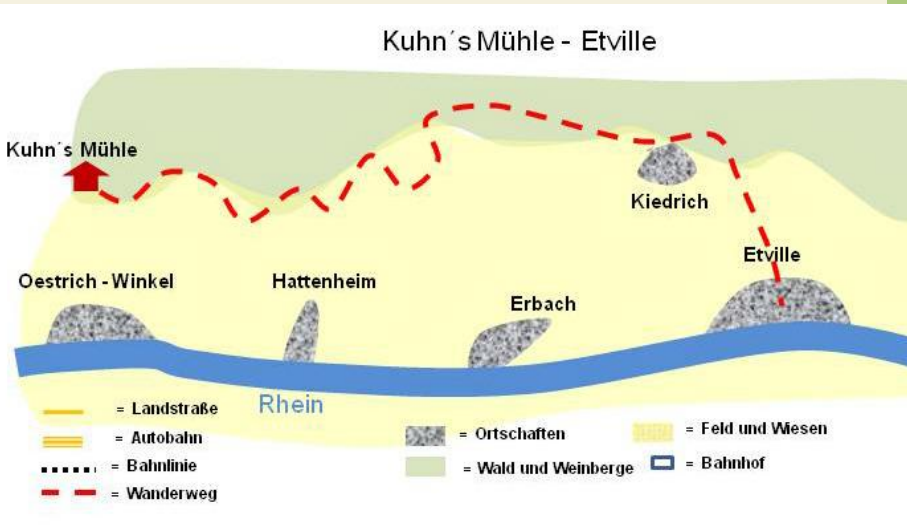 Kuhn´s Mühle - Etville
Kuhn´s Mühle
Kiedrich
Etville
Oestrich - Winkel
Hattenheim
Erbach
Rhein
= Landstraße
= Autobahn
= Bahnlinie
= Wanderweg
= Ortschaften
= Wald und Weinberge
= Feld und Wiesen
= Bahnhof